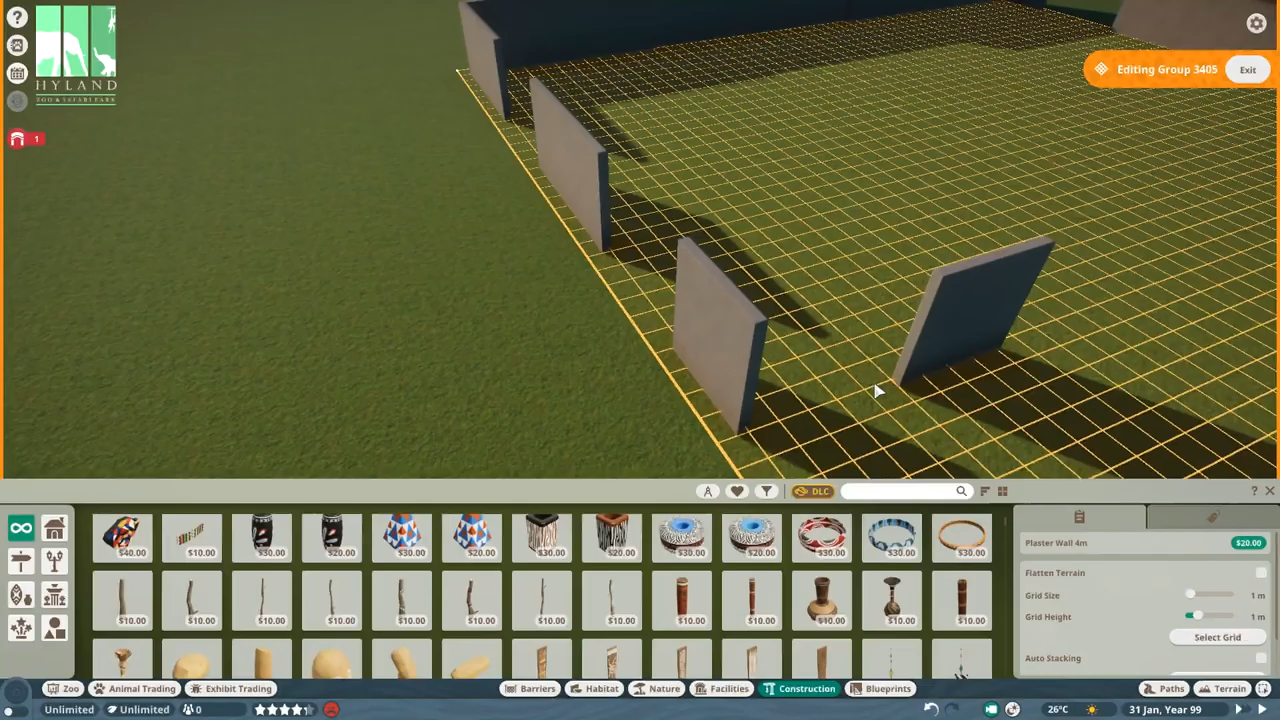 ?
HYLAND
ZOO & SAFARI PARK
1
Editing Group 3405
Exit
DLC
?
$40.00 $10.00 $30.00 $20.00 $30.00 $20.00 $30.00 $20.00 $30.00 $20.00 $30.00 $30.00 $30.00
$10.00 $10.00 $10.00 $10.00 $10.00 $10.00 $10.00 $10.00 $10.00 $10.00 $10.00 $10.00 $10.00
Plaster Wall 4m
$20.00
Flatten Terrain
Grid Size
1 m
Grid Height
1 m
Select Grid
Auto Stacking
Zoo
Animal Trading
Exhibit Trading
Barriers
Habitat
Nature
Facilities
Construction
Blueprints
Paths
Terrain
Unlimited
Unlimited
0
26°C
31 Jan, Year 99